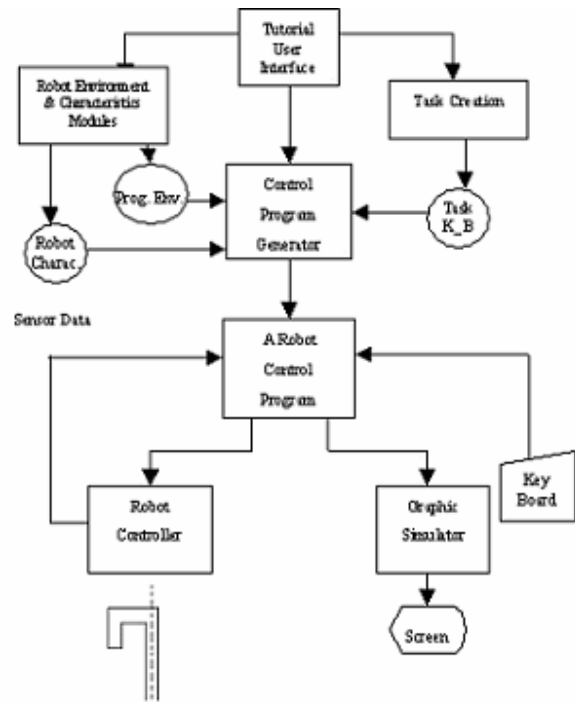 Tutorial
User
Interface
Robot Environment
& Characteristics
Modules
Task Creation
Prog. Env.
Control
Program
Generator
Task
K_B
Robot
Charac.
Sensor Data
A Robot
Control
Program
Robot
Controller
Graphic
Simulator
Key
Board
Screen